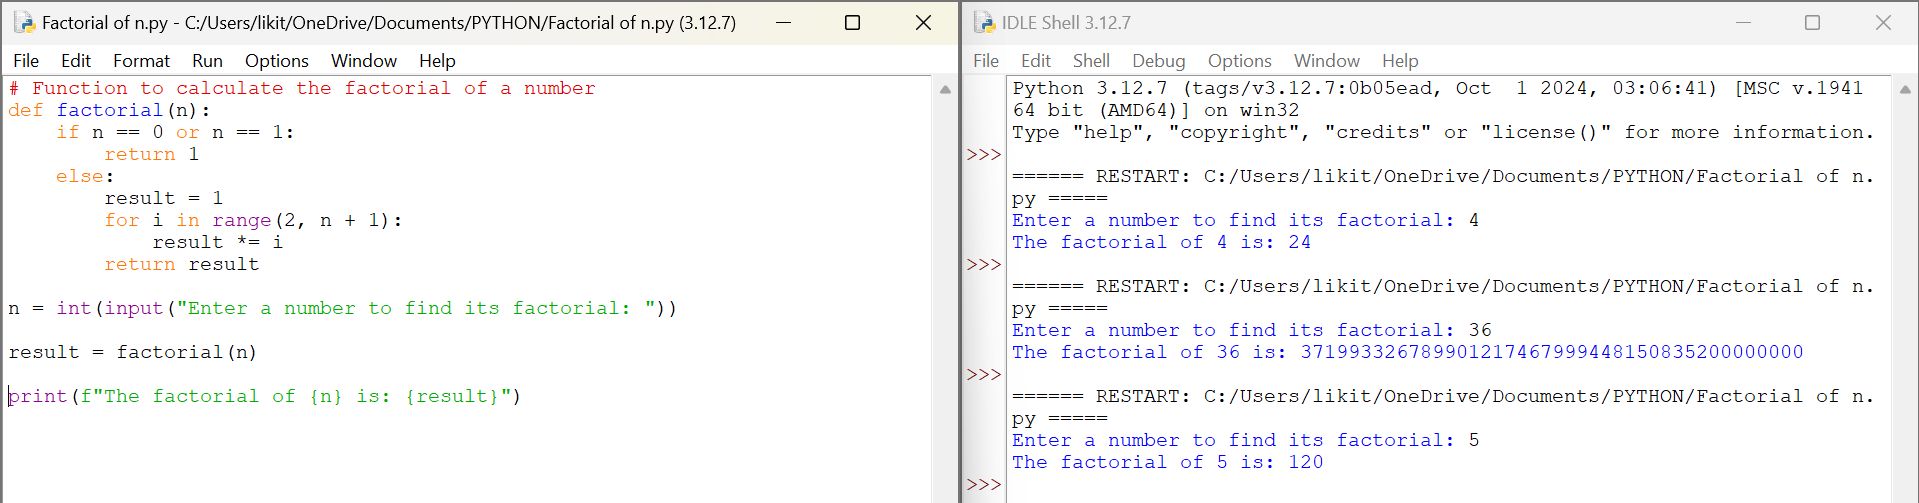 Factorial of n.py - C:/Users/likit/OneDrive/Documents/PYTHON/Factorial of n.py (3.12.7)
File Edit Format Run Options Window Help
# Function to calculate the factorial of a number
def factorial(n):
    if n == 0 or n == 1:
        return 1
    else:
        result = 1
        for i in range(2, n + 1):
            result *= i
        return result
n = int(input("Enter a number to find its factorial: "))
result = factorial(n)
print(f"The factorial of {n} is: {result}")
IDLE Shell 3.12.7
File Edit Shell Debug Options Window Help
Python 3.12.7 (tags/v3.12.7:0b05ead, Oct  1 2024, 03:06:41) [MSC v.1941
64 bit (AMD64)] on win32
Type "help", "copyright", "credits" or "license()" for more information.
>>>
====== RESTART: C:/Users/likit/OneDrive/Documents/PYTHON/Factorial of n.
py =====
Enter a number to find its factorial: 4
The factorial of 4 is: 24
>>>
====== RESTART: C:/Users/likit/OneDrive/Documents/PYTHON/Factorial of n.
py =====
Enter a number to find its factorial: 36
The factorial of 36 is: 371993326789901217467999448150835200000000
>>>
====== RESTART: C:/Users/likit/OneDrive/Documents/PYTHON/Factorial of n.
py =====
Enter a number to find its factorial: 5
The factorial of 5 is: 120
>>>